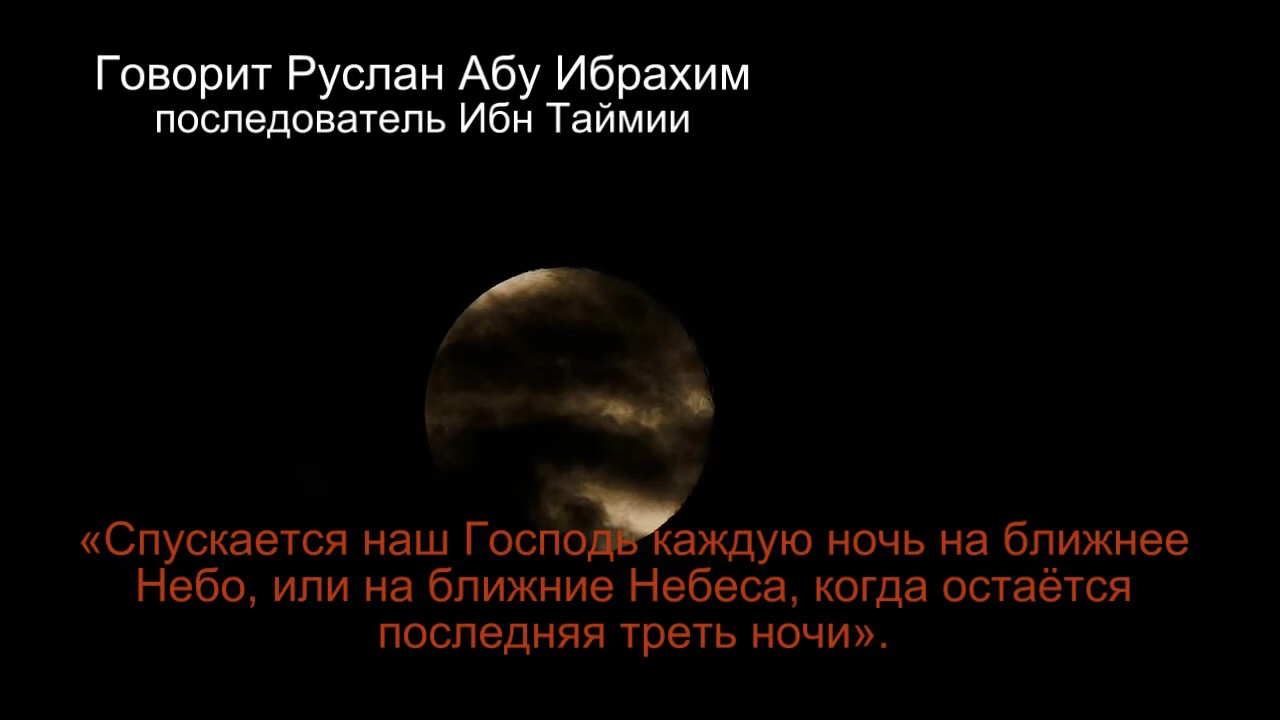 Говорит Руслан Абу Ибрахим
последователь Ибн Таймии
«Спускается наш Господь каждую ночь на ближнее
Небо, или на ближние Небеса, когда остаётся
последняя треть ночи».